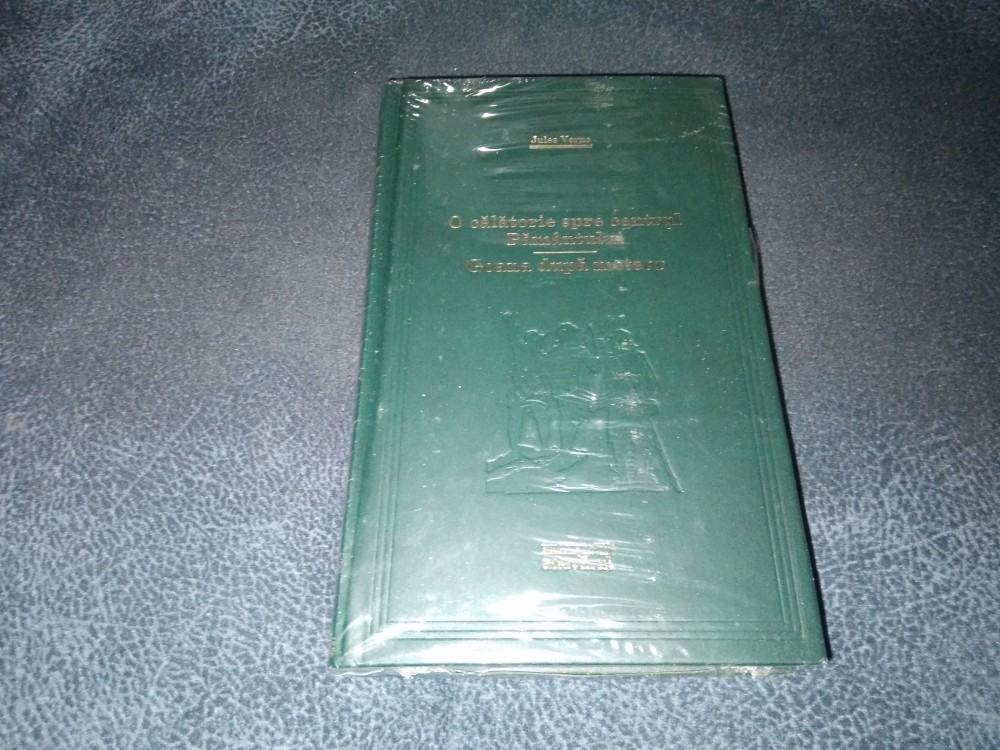 Jules Verne
O călătorie spre centrul
Pământului
Goana după meteor